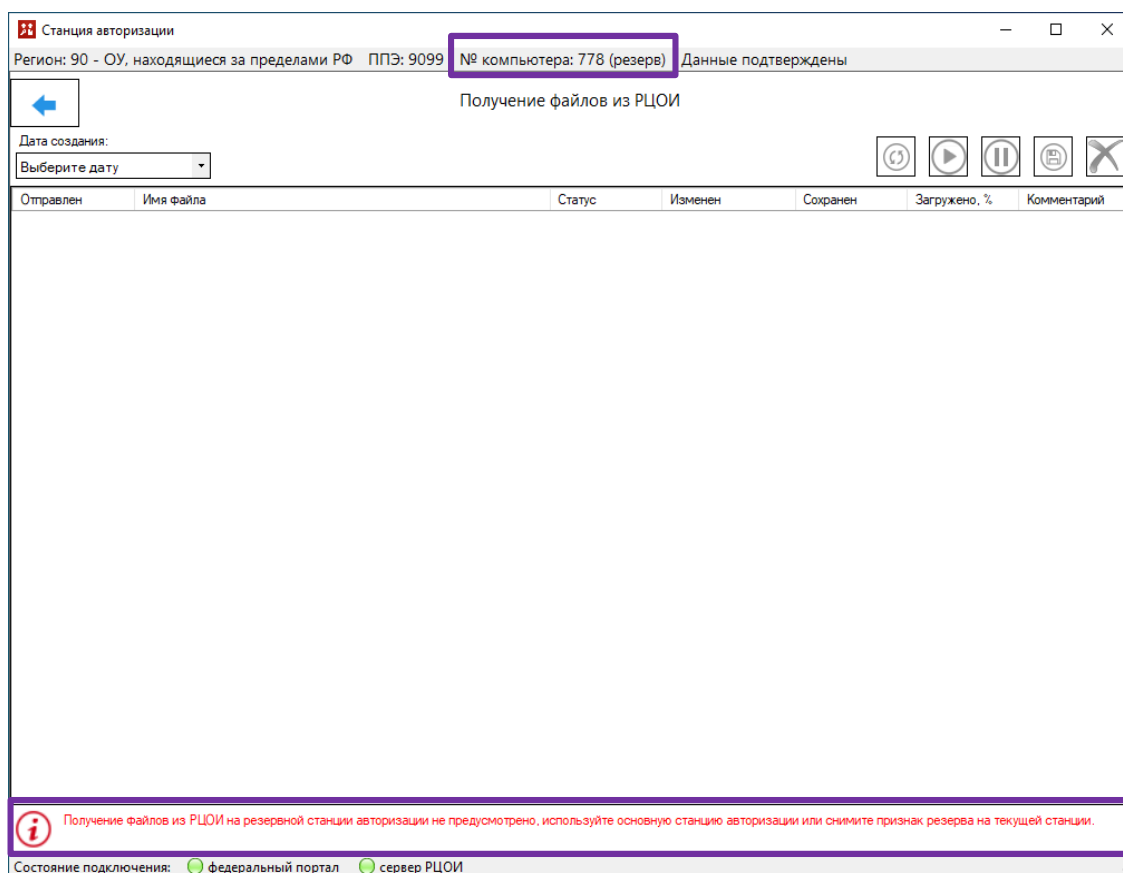 Станция авторизации
Регион: 90 - ОУ, находящиеся за пределами РФ ППЭ: 9099 № компьютера: 778 (резерв) Данные подтверждены
Получение файлов из РЦОИ
Дата создания:
Выберите дату
Отправлен Имя файла Статус Изменен Сохранен Загружено, % Комментарий
Получение файлов из РЦОИ на резервной станции авторизации не предусмотрено, используйте основную станцию авторизации или снимите признак резерва на текущей станции.
Состояние подключения: федеральный портал сервер РЦОИ